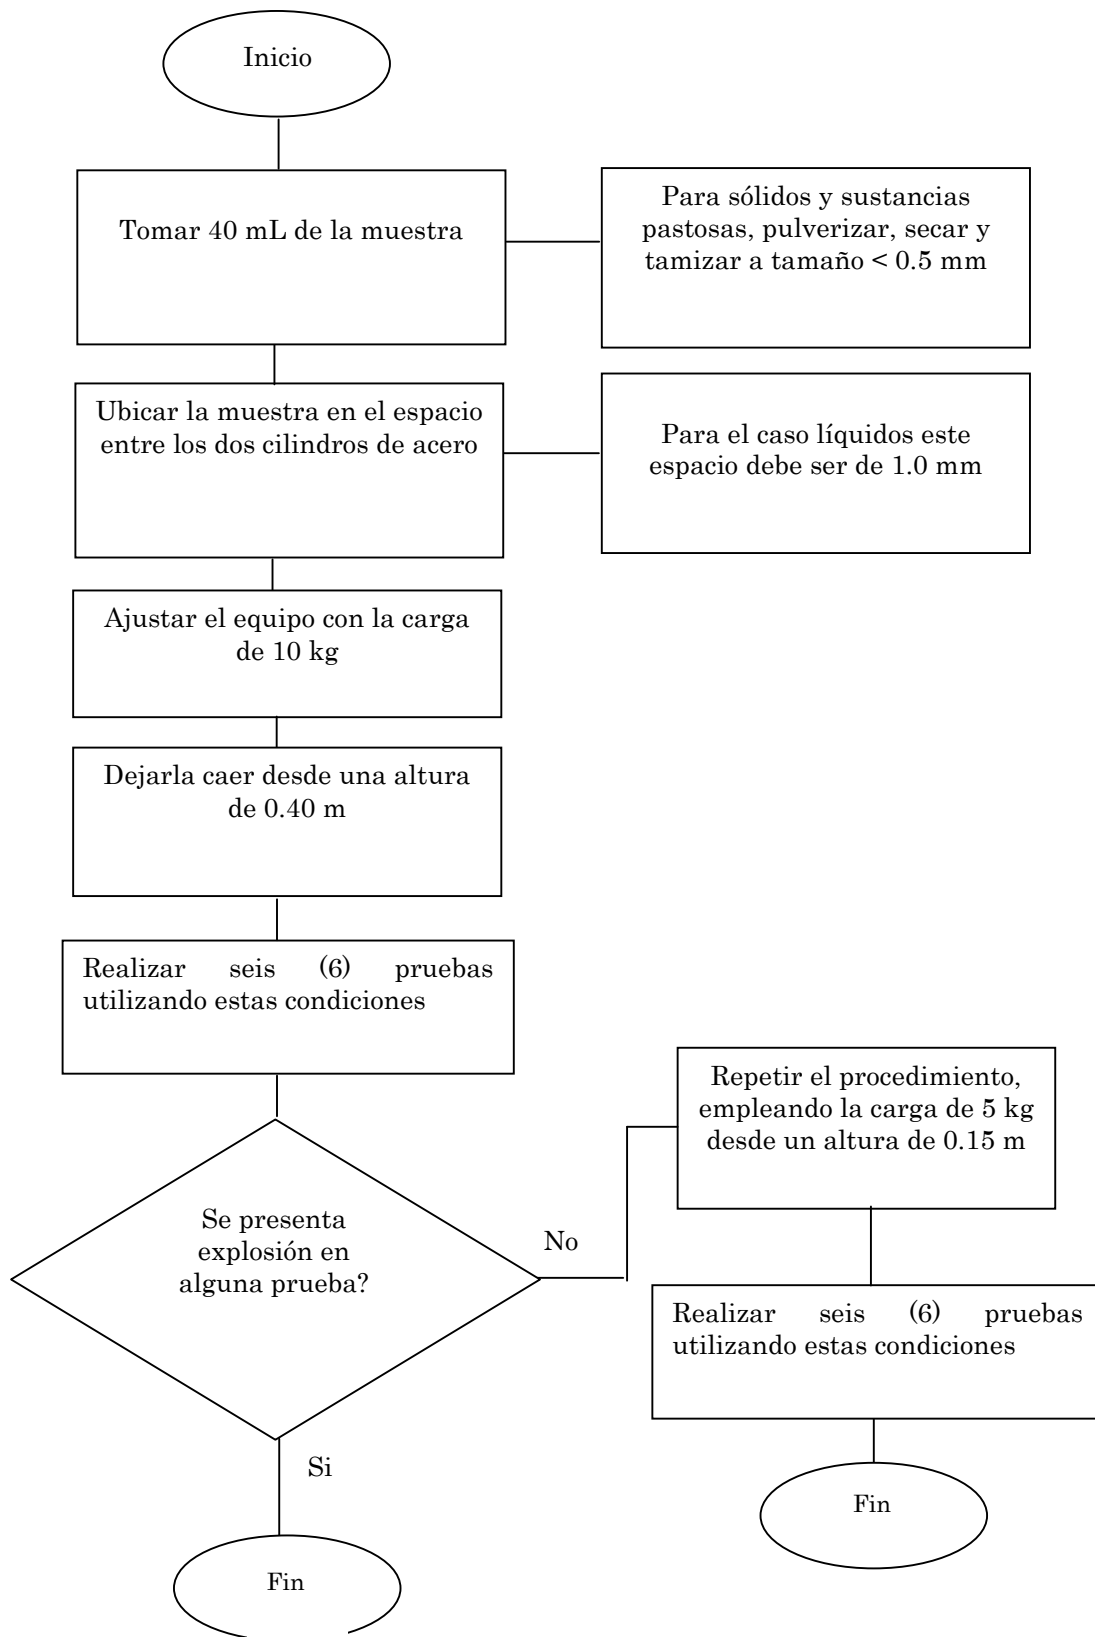 Inicio
Tomar 40 mL de la muestra
Para sólidos y sustancias
pastosas, pulverizar, secar y
tamizar a tamaño < 0.5 mm
Ubicar la muestra en el espacio
entre los dos cilindros de acero
Para el caso líquidos este
espacio debe ser de 1.0 mm
Ajustar el equipo con la carga
de 10 kg
Dejarla caer desde una altura
de 0.40 m
Realizar seis (6) pruebas
utilizando estas condiciones
Se presenta
explosión en
alguna prueba?
No
Repetir el procedimiento,
empleando la carga de 5 kg
desde un altura de 0.15 m
Realizar seis (6) pruebas
utilizando estas condiciones
Si
Fin
Fin